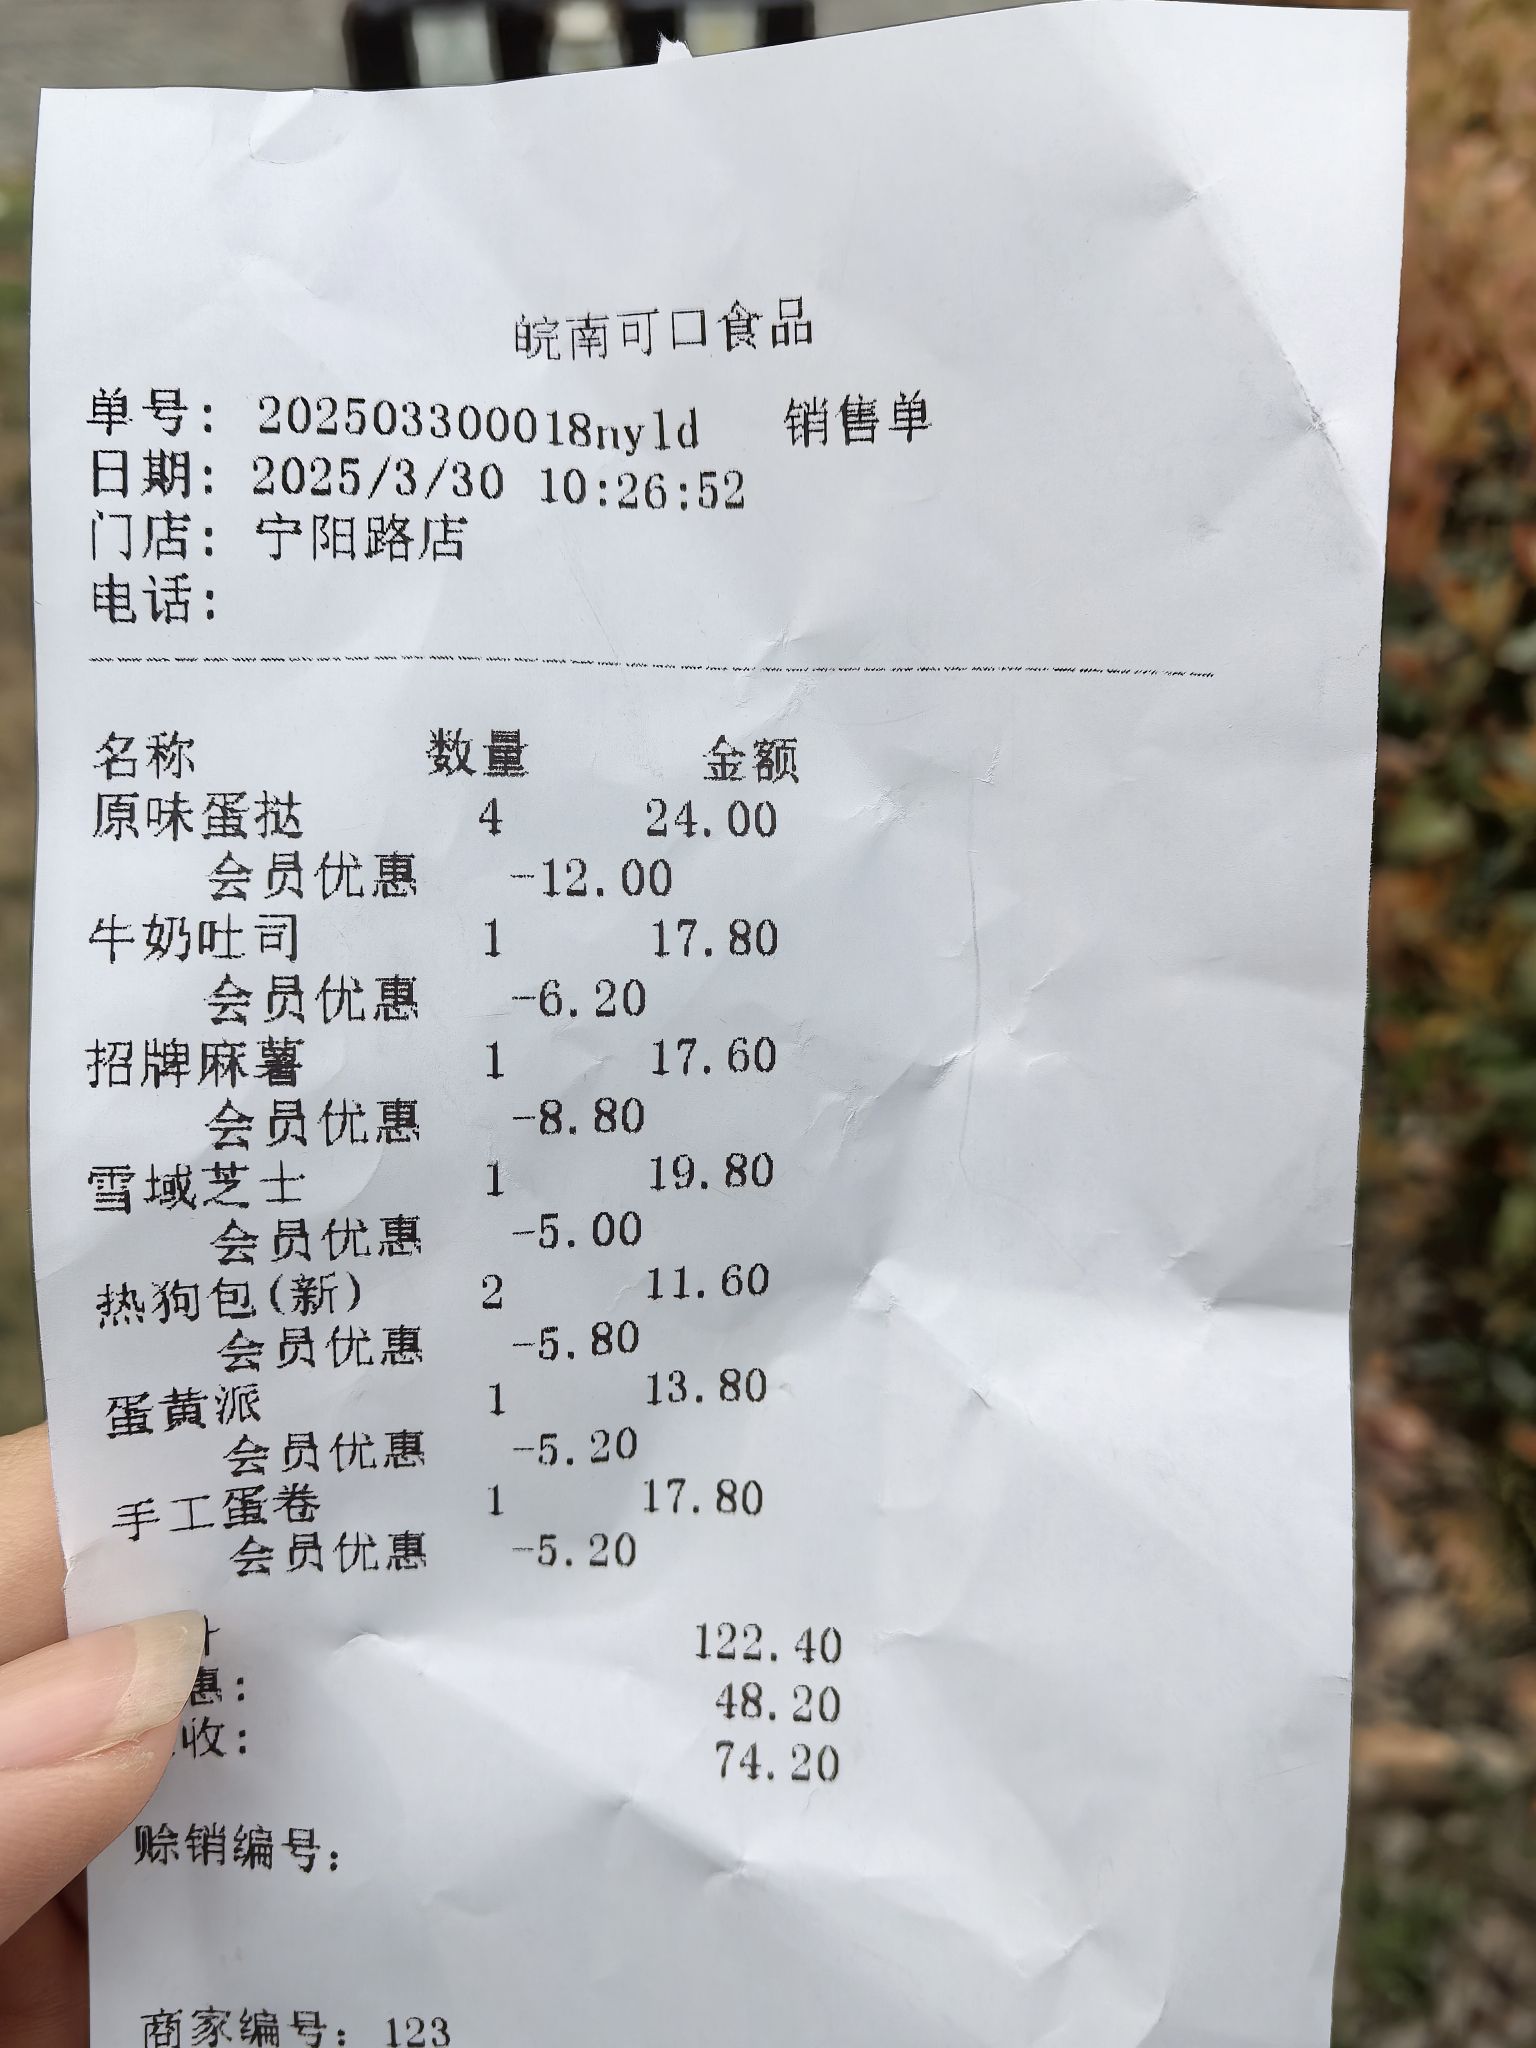 皖南可口食品
单号: 202503300018nyld 销售单
日期: 2025/3/30 10:26:52
门店: 宁阳路店
电话:
名称 数量 金额
原味蛋挞 4 24.00
会员优惠 -12.00
牛奶吐司 1 17.80
会员优惠 -6.20
招牌麻薯 1 17.60
会员优惠 -8.80
雪域芝士 1 19.80
会员优惠 -5.00
热狗包(新) 2 11.60
会员优惠 -5.80
蛋黄派 1 13.80
会员优惠 -5.20
手工蛋卷 1 17.80
会员优惠 -5.20
122.40
惠: 48.20
收: 74.20
赊销编号:
商家编号: 123